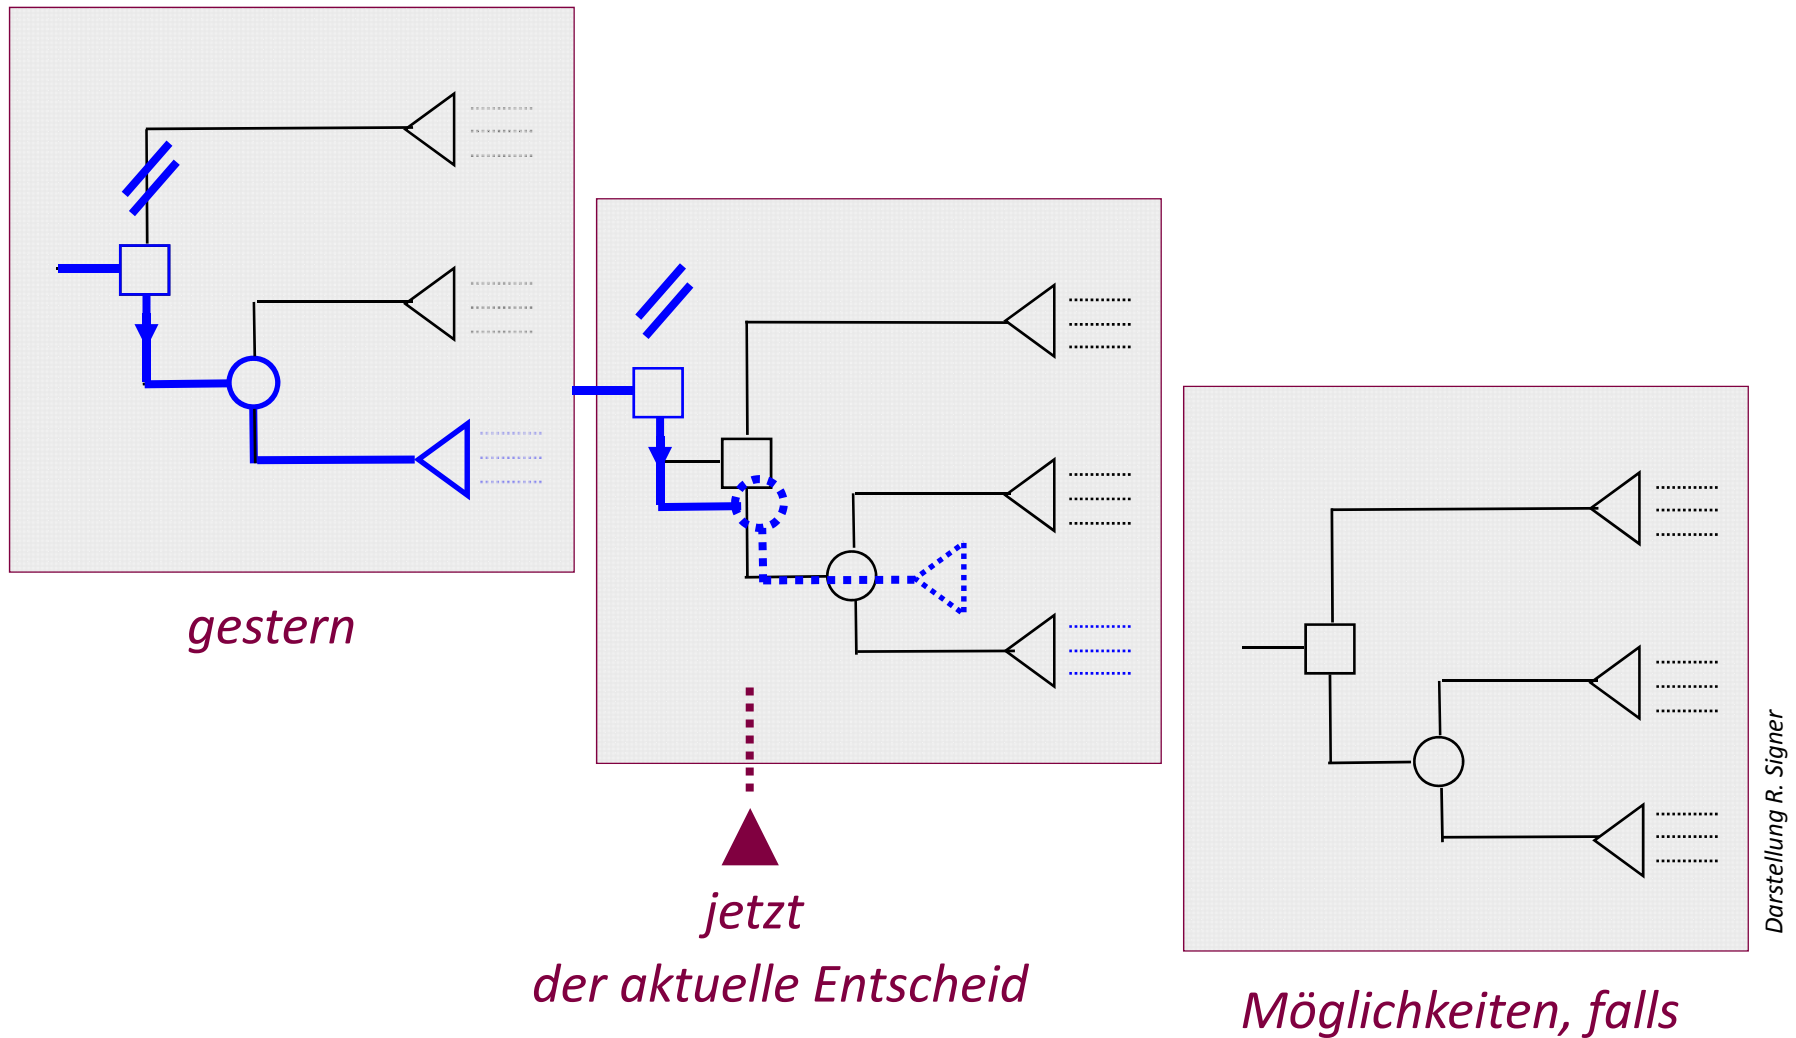 gestern
jetzt
der aktuelle Entscheid
Möglichkeiten, falls
Darstellung R. Signer